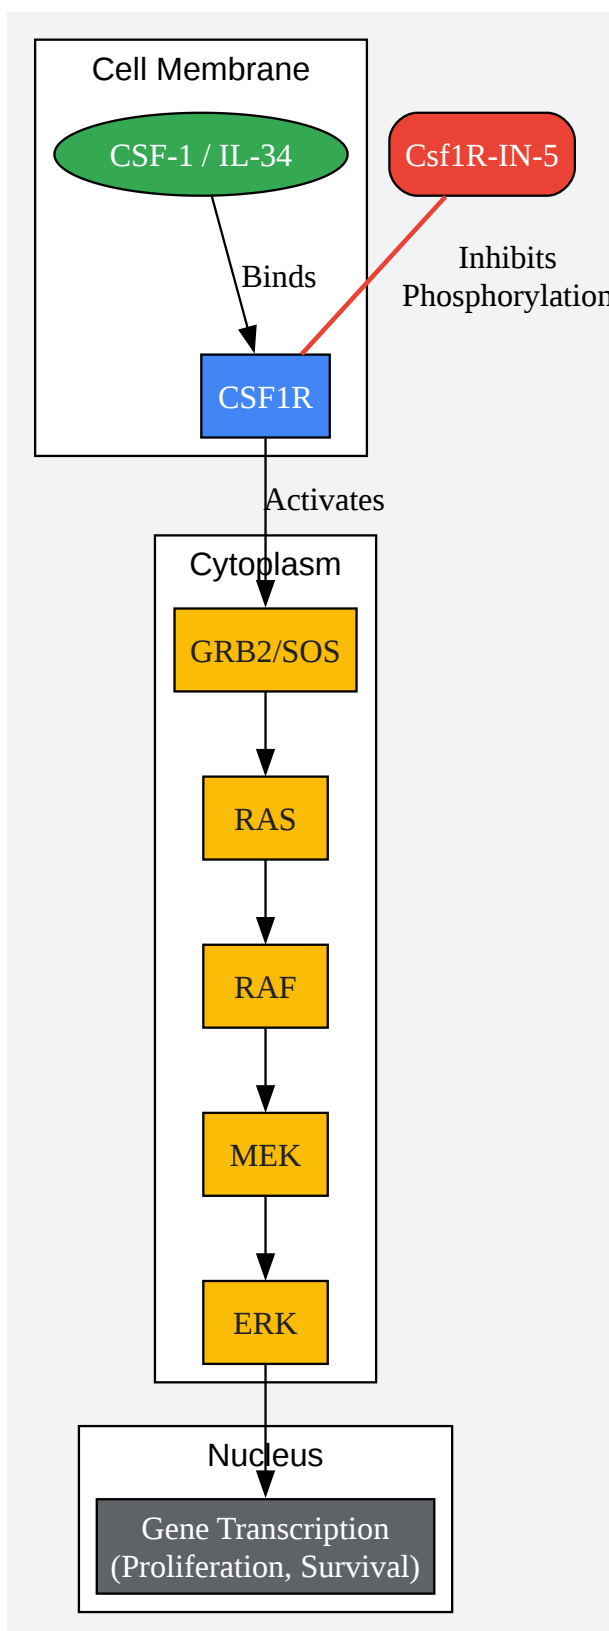 Cell Membrane
CSF-1 / IL-34
Csf1R-IN-5
Binds
Inhibits
Phosphorylation
CSF1R
Activates
Cytoplasm
GRB2/SOS
RAS
RAF
MEK
ERK
Nucleus
Gene Transcription
(Proliferation, Survival)